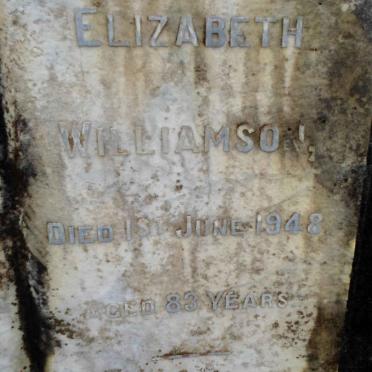 ELIZABETH
WILLIAMSON,
DIED 1ST JUNE 1948
AGED 83 YEARS